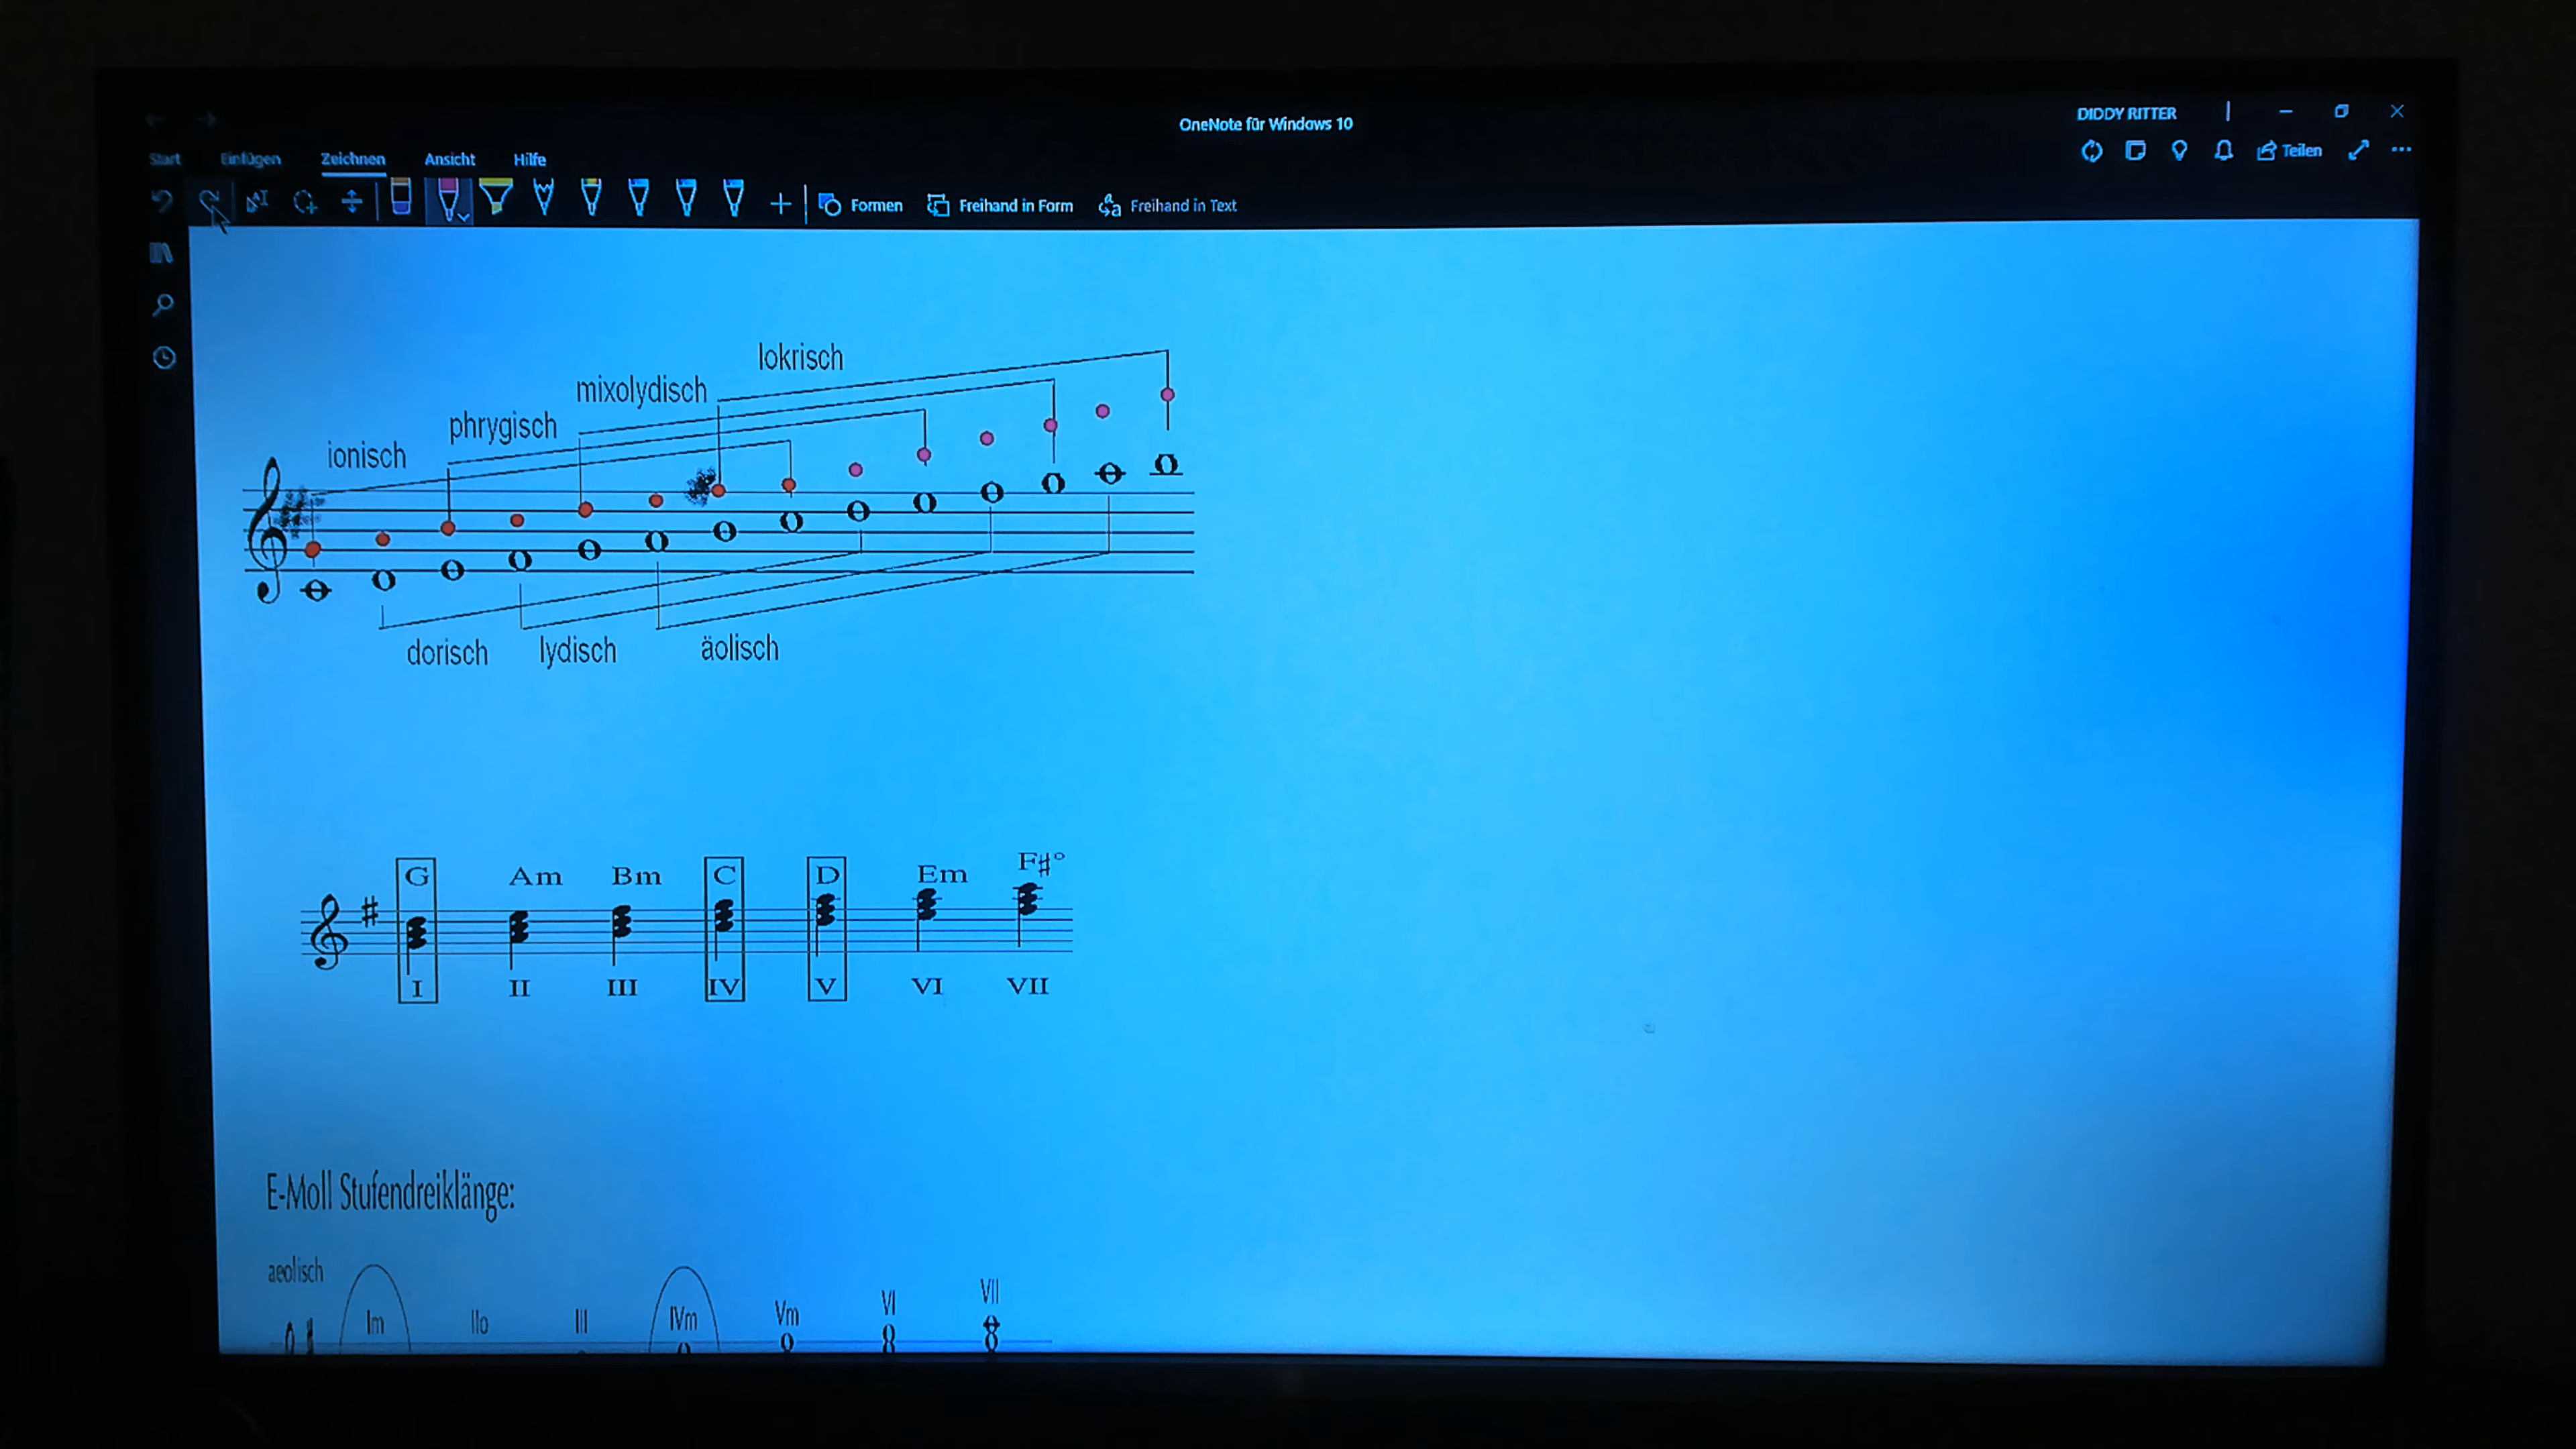 OneNote für Windows 10
DIDDY RITTER
Start Einfügen Zeichnen Ansicht Hilfe
Teilen
Formen Freihand in Form Freihand in Text
lokrisch
mixolydisch
phrygisch
ionisch
dorisch lydisch äolisch
G Am Bm C D Em F#°
I II III IV V VI VII
E-Moll Stufendreiklänge:
aeolisch
Im IIo III IVm Vm VI VII